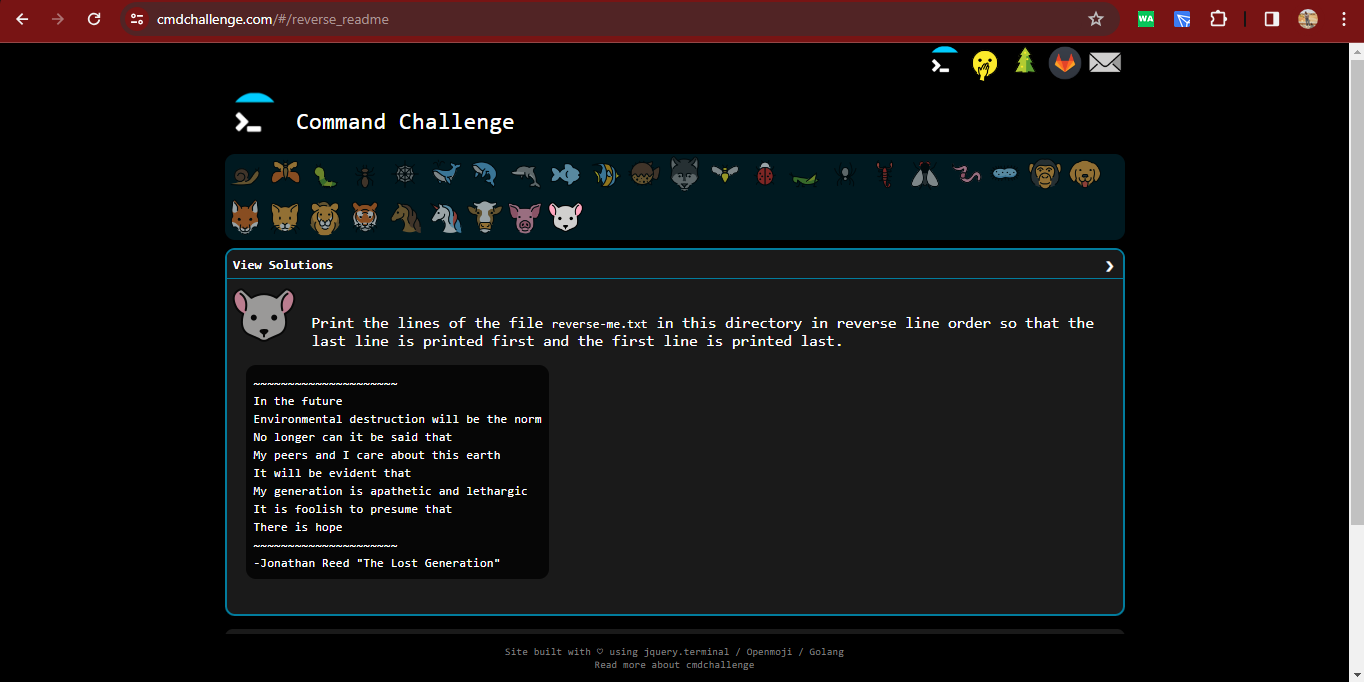 cmdchallenge.com/#/reverse_readme
WA
Command Challenge
View Solutions
Print the lines of the file reverse-me.txt in this directory in reverse line order so that the
last line is printed first and the first line is printed last.
~~~~~~~~~~~~~~~~~~~~~
In the future
Environmental destruction will be the norm
No longer can it be said that
My peers and I care about this earth
It will be evident that
My generation is apathetic and lethargic
It is foolish to presume that
There is hope
~~~~~~~~~~~~~~~~~~~~~
-Jonathan Reed "The Lost Generation"
Site built with ♡ using jquery.terminal / Openmoji / Golang
Read more about cmdchallenge